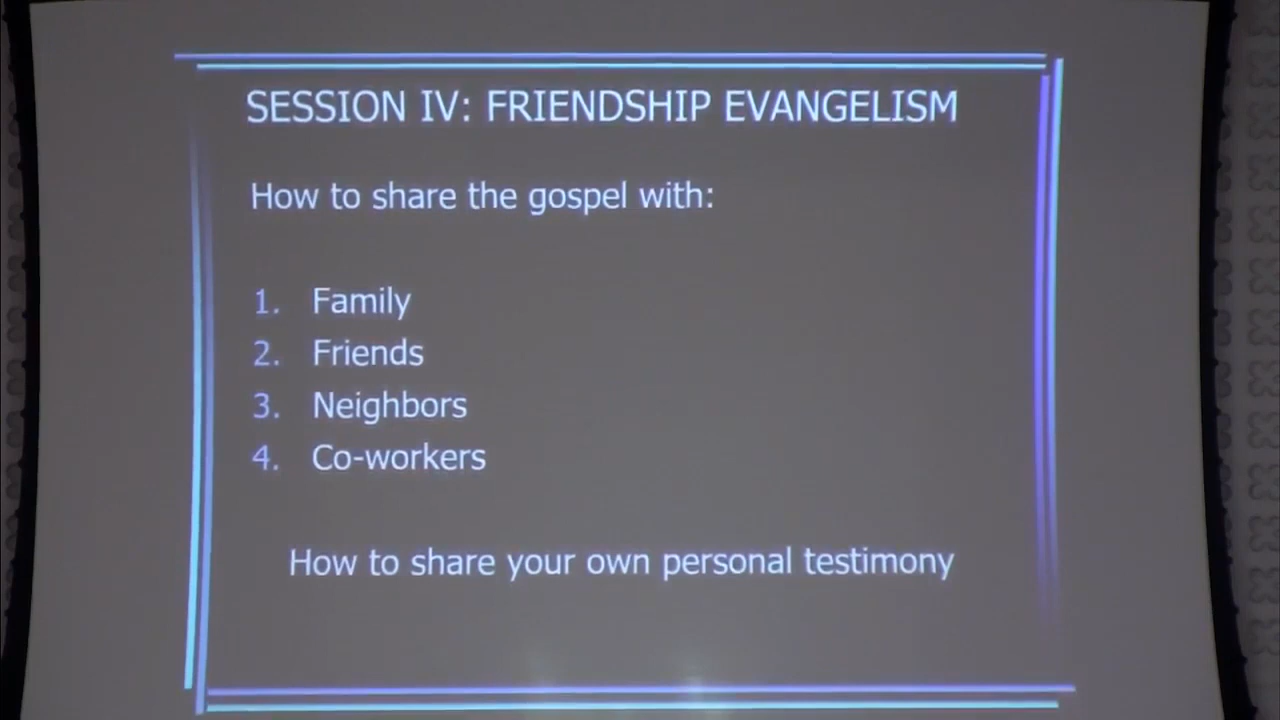 SESSION IV: FRIENDSHIP EVANGELISM
How to share the gospel with:
1. Family
2. Friends
3. Neighbors
4. Co-workers
How to share your own personal testimony